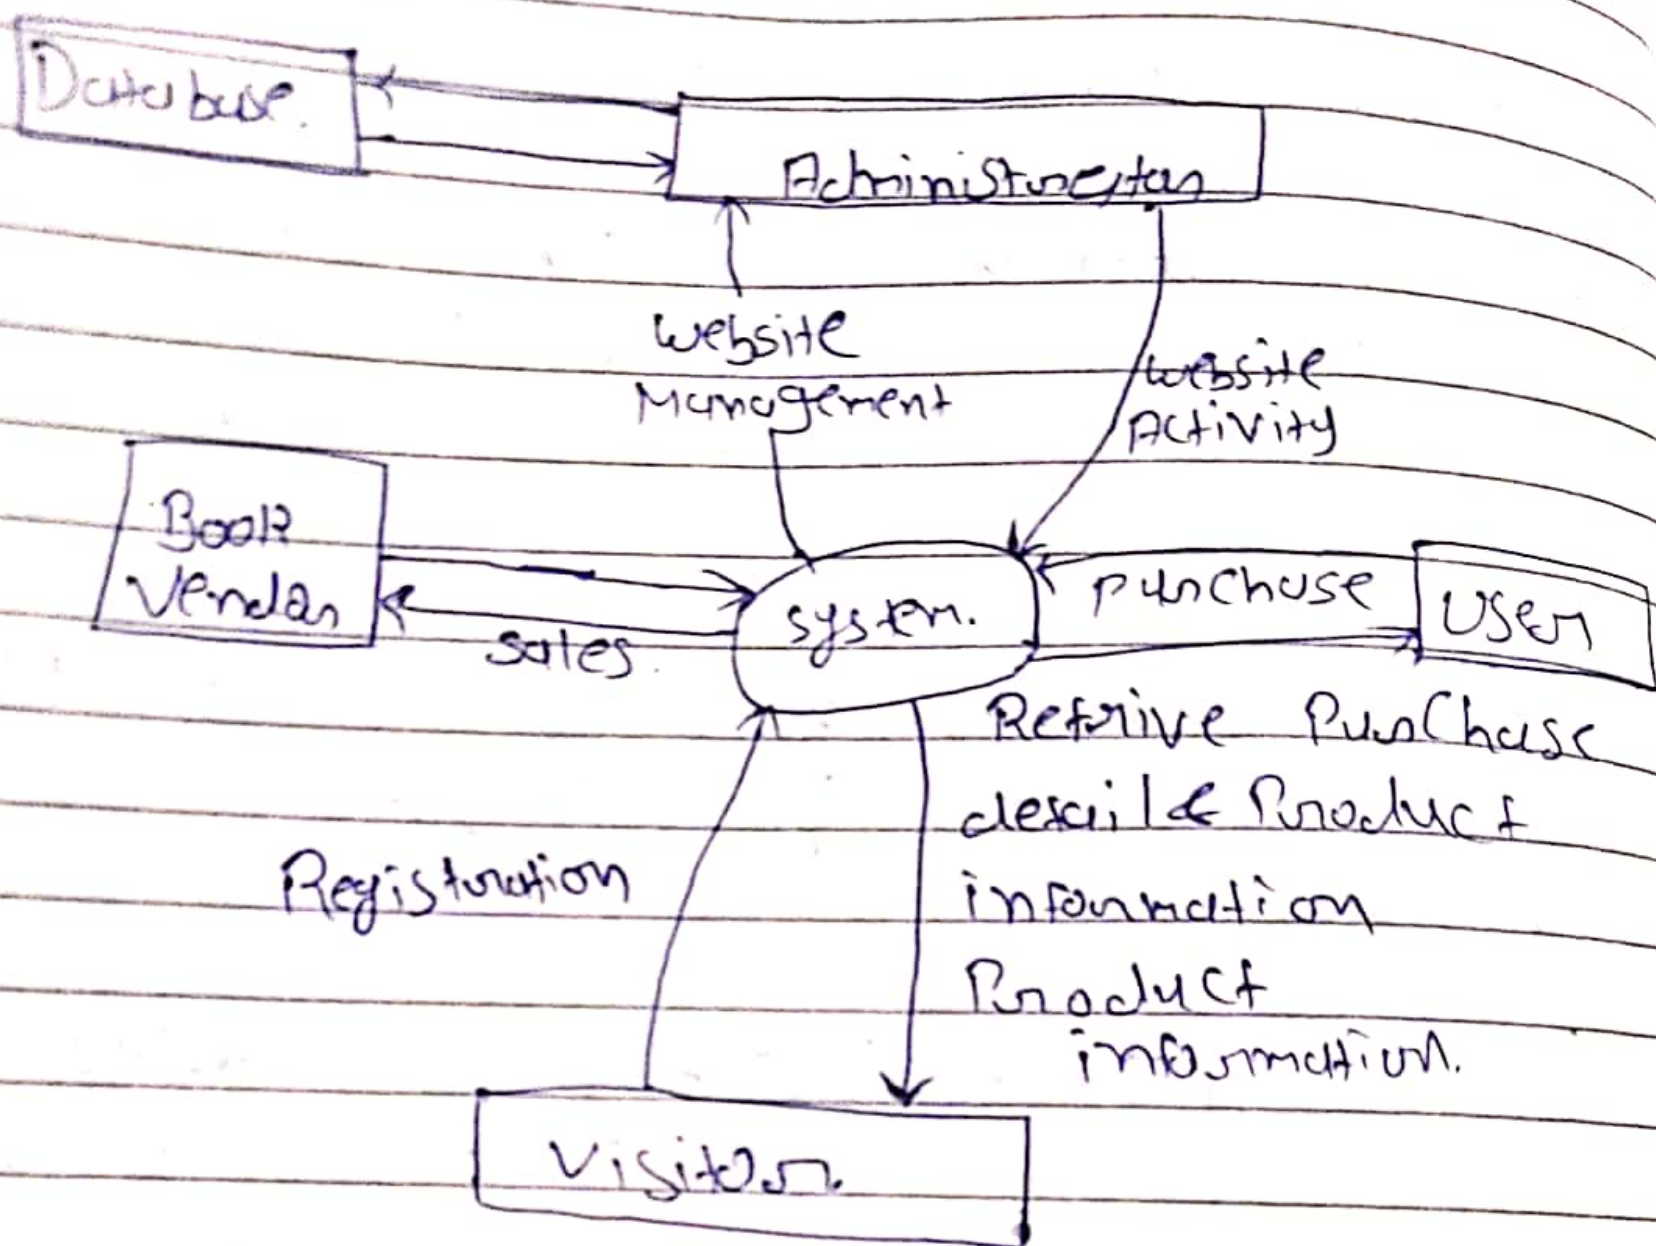 Database.
Administrator
website
Management
website
Activity
Book
Vendor
sales
system.
purchase
User
Retrive Purchase
detail & Product
information
Product
information.
Registration
Visitor.